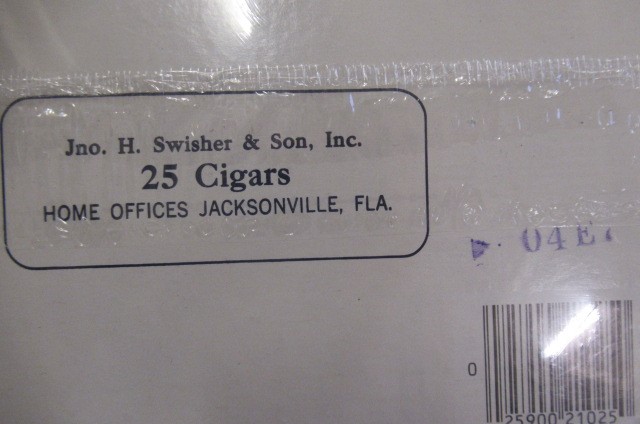 Jno. H. Swisher & Son, Inc.
25 Cigars
HOME OFFICES JACKSONVILLE, FLA.
04E
0
25900 21025